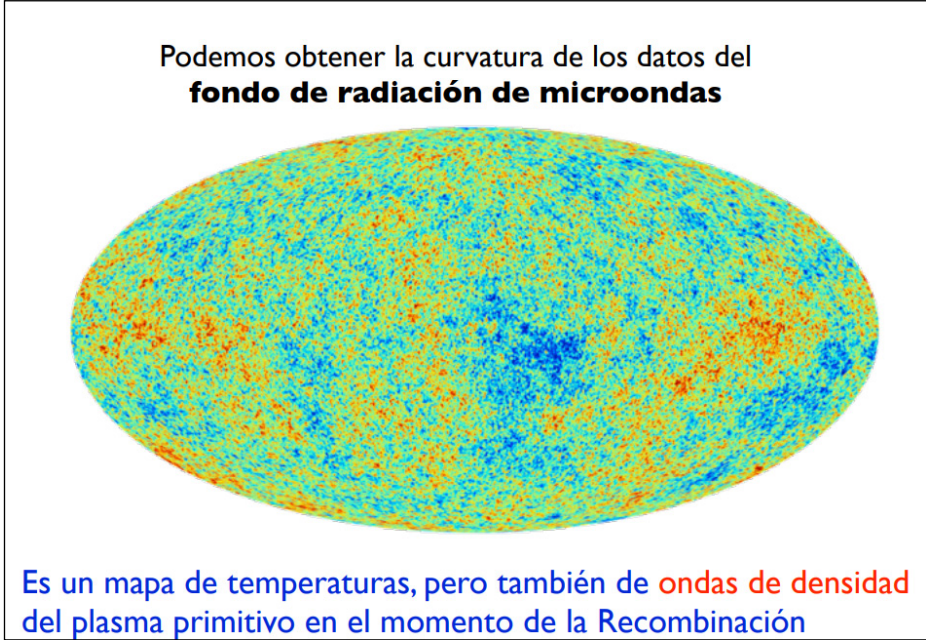 Podemos obtener la curvatura de los datos del
fondo de radiación de microondas
Es un mapa de temperaturas, pero también de ondas de densidad
del plasma primitivo en el momento de la Recombinación